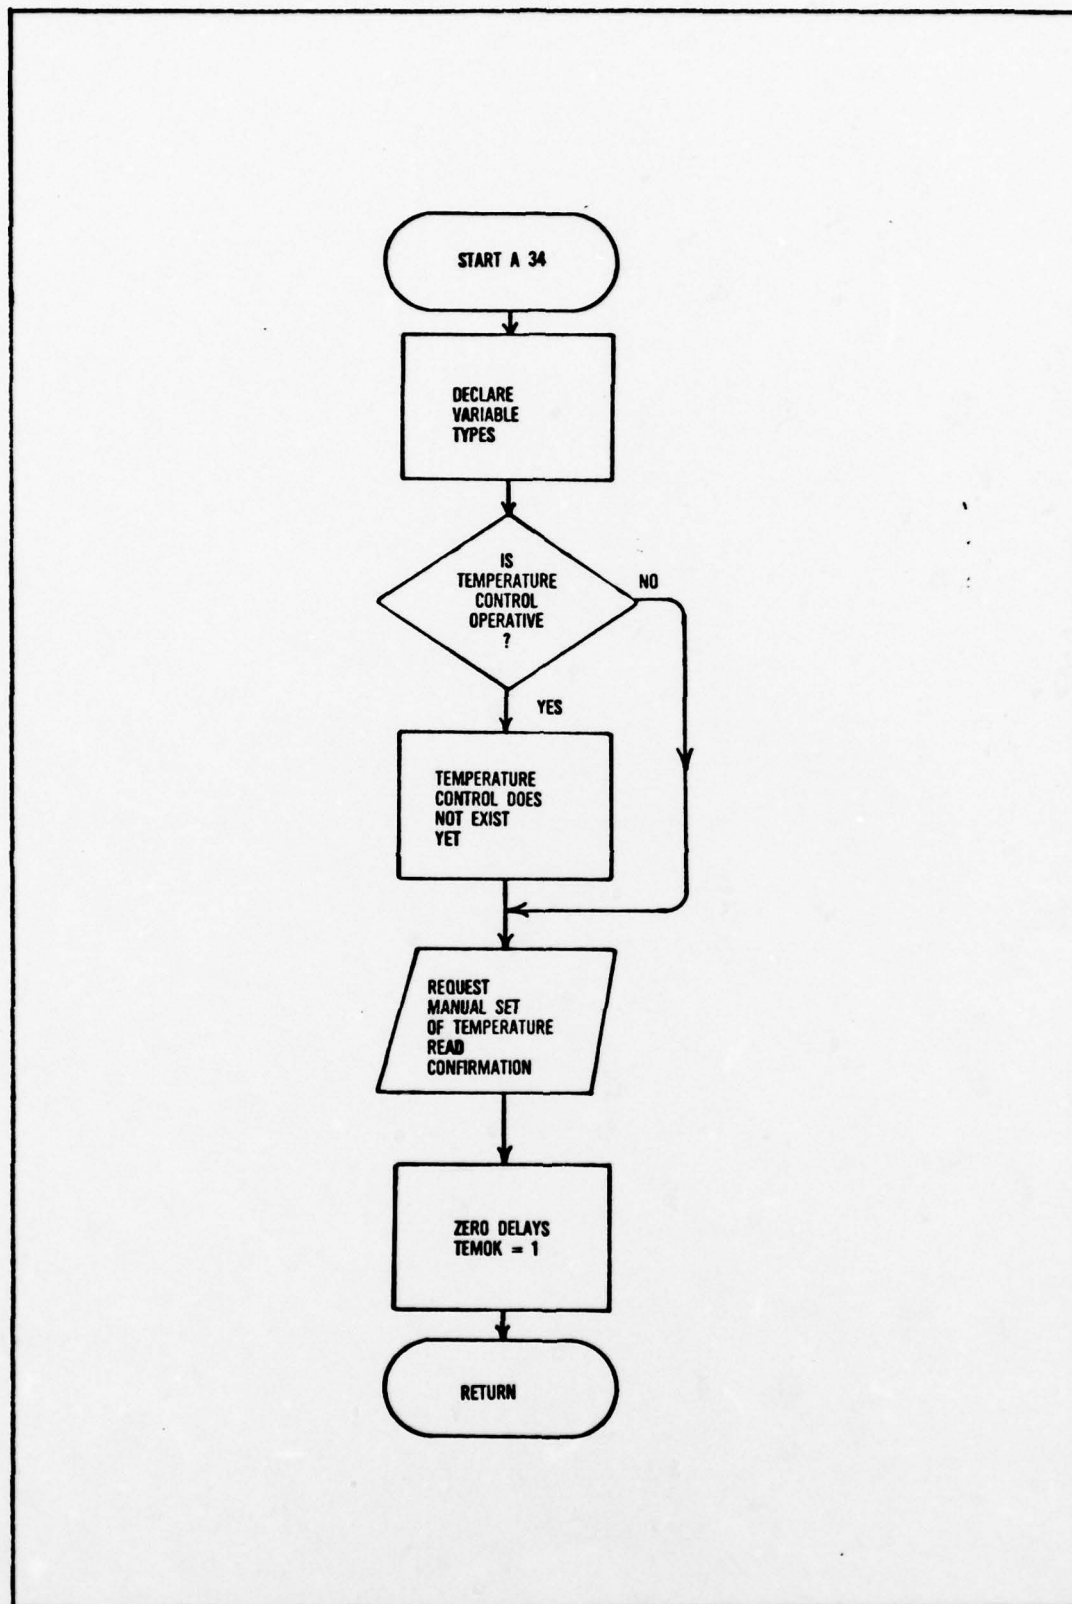 START A 34
DECLARE
VARIABLE
TYPES
IS
TEMPERATURE
CONTROL
OPERATIVE
?
NO
YES
TEMPERATURE
CONTROL DOES
NOT EXIST
YET
REQUEST
MANUAL SET
OF TEMPERATURE
READ
CONFIRMATION
ZERO DELAYS
TEMOK = 1
RETURN